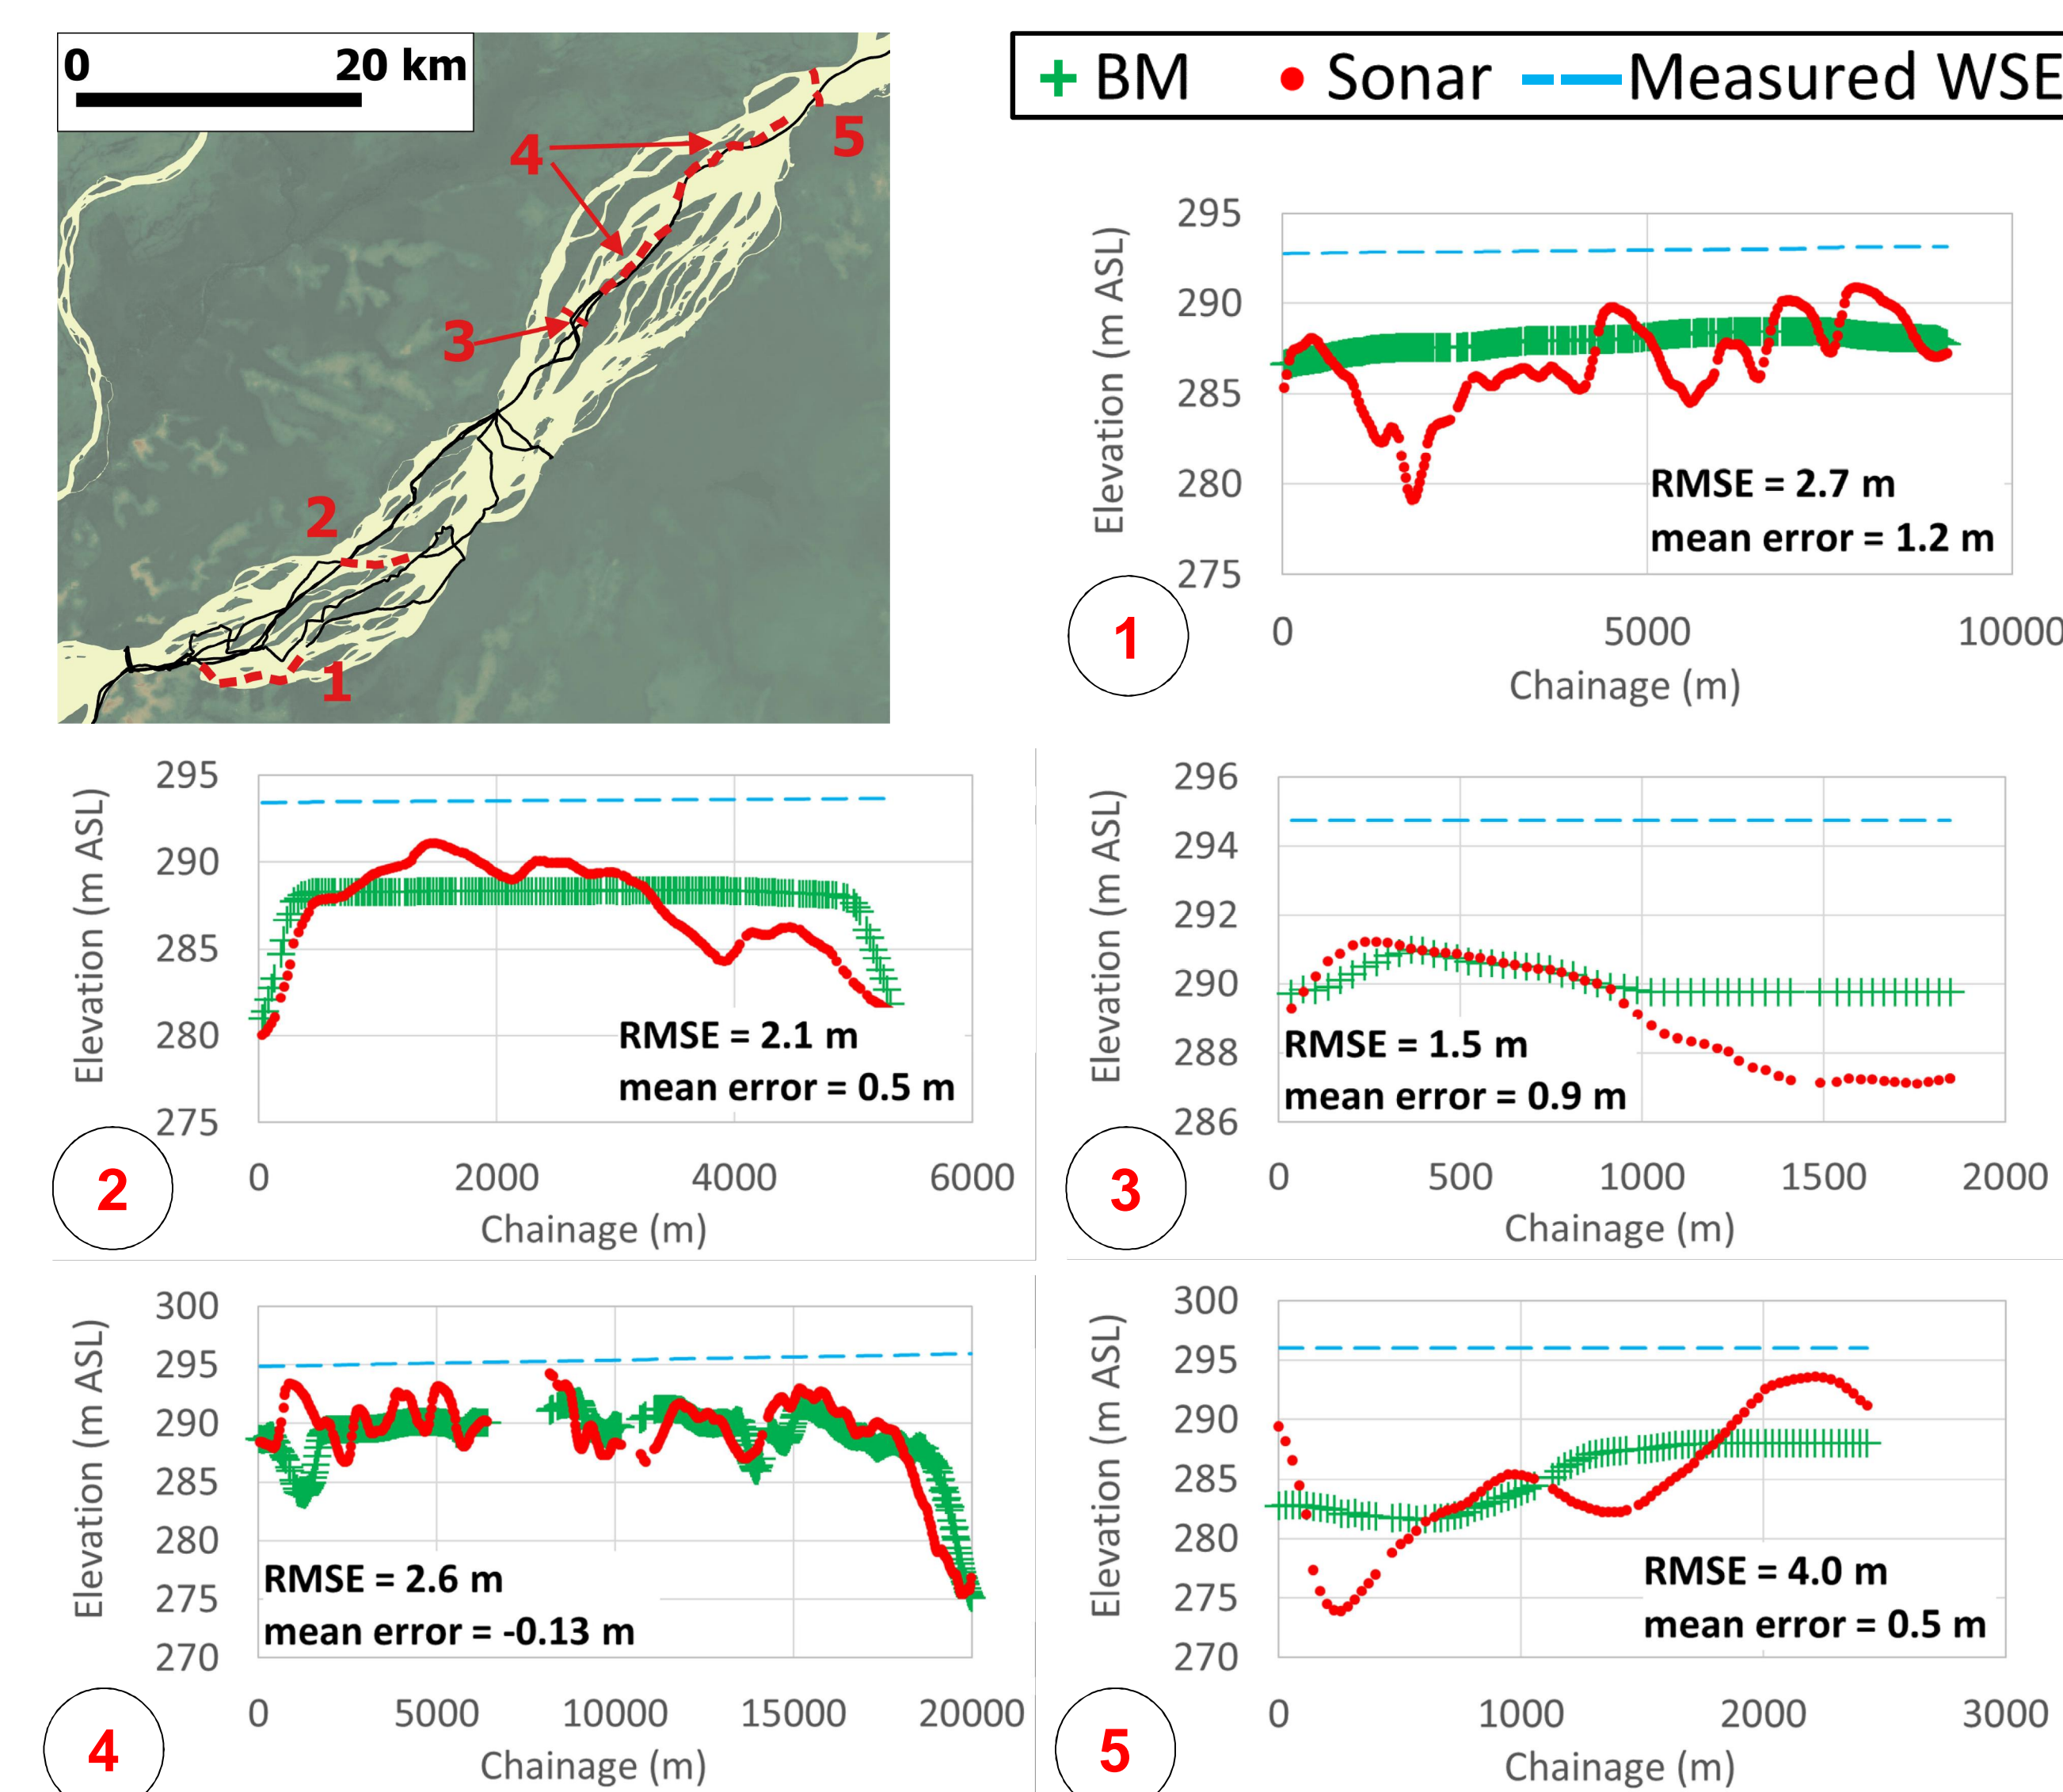 0 20 km
4
5
3
2
1
BM Sonar Measured WSE
Elevation (m ASL)
295
290
285
280
275
RMSE = 2.7 m
mean error = 1.2 m
0 5000 10000
Chainage (m)
1
Elevation (m ASL)
295
290
285
280
275
RMSE = 2.1 m
mean error = 0.5 m
0 2000 4000 6000
Chainage (m)
2
Elevation (m ASL)
296
294
292
290
288
286
RMSE = 1.5 m
mean error = 0.9 m
0 500 1000 1500 2000
Chainage (m)
3
Elevation (m ASL)
300
295
290
285
280
275
270
RMSE = 2.6 m
mean error = -0.13 m
0 5000 10000 15000 20000
Chainage (m)
4
Elevation (m ASL)
300
295
290
285
280
275
270
RMSE = 4.0 m
mean error = 0.5 m
0 1000 2000 3000
Chainage (m)
5